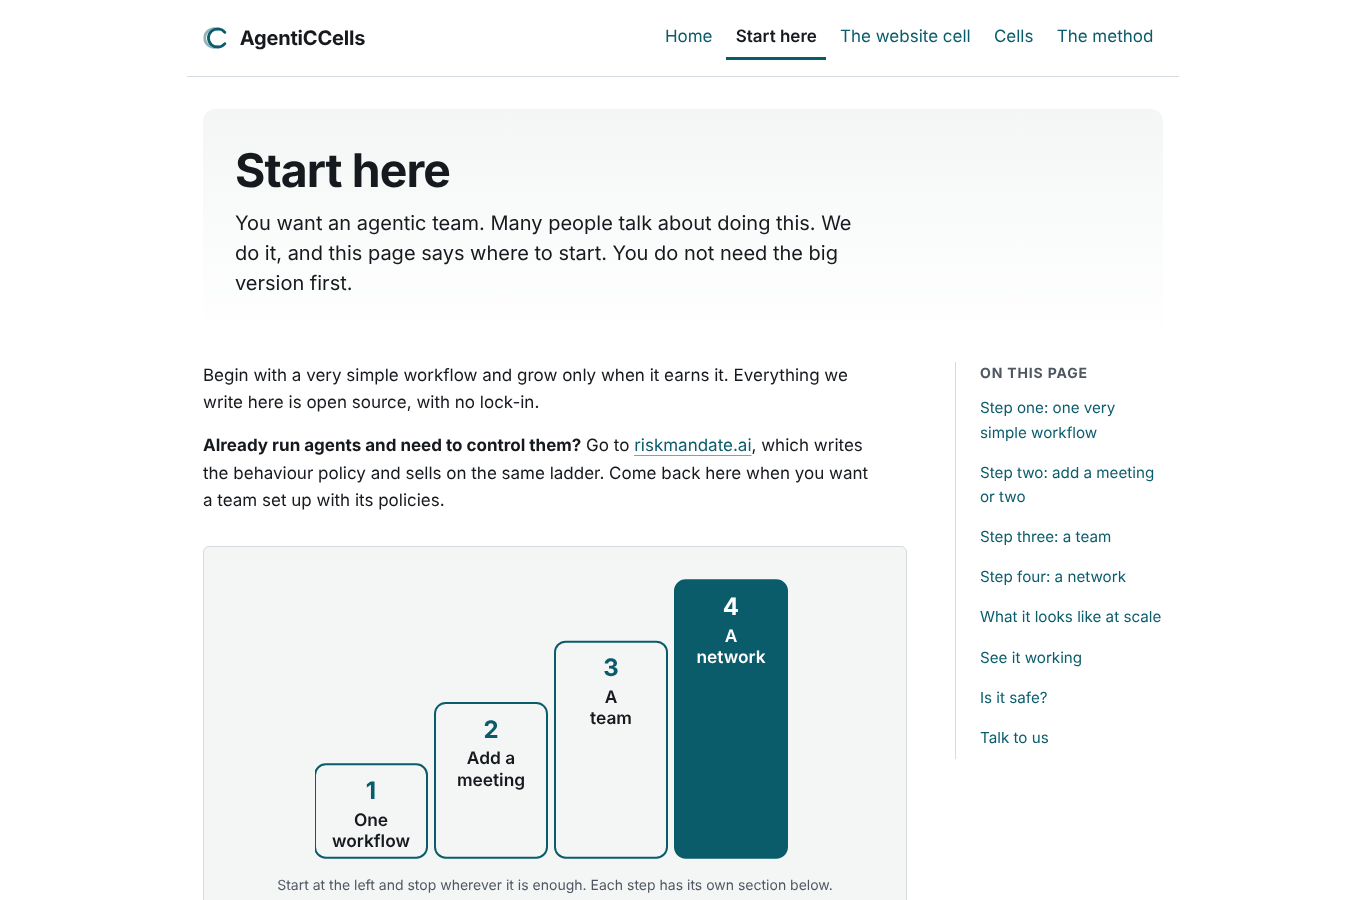 AgentiCCells
Home
Start here
The website cell
Cells
The method
Start here
You want an agentic team. Many people talk about doing this. We
do it, and this page says where to start. You do not need the big
version first.
Begin with a very simple workflow and grow only when it earns it. Everything we
write here is open source, with no lock-in.
Already run agents and need to control them? Go to riskmandate.ai, which writes
the behaviour policy and sells on the same ladder. Come back here when you want
a team set up with its policies.
1
One
workflow
2
Add a
meeting
3
A
team
4
A
network
Start at the left and stop wherever it is enough. Each step has its own section below.
ON THIS PAGE
Step one: one very
simple workflow
Step two: add a meeting
or two
Step three: a team
Step four: a network
What it looks like at scale
See it working
Is it safe?
Talk to us